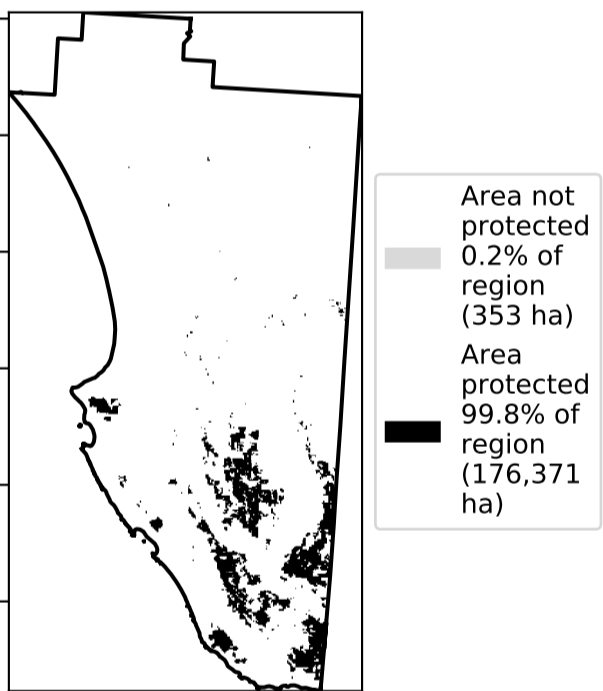 Area not
protected
0.2% of
region
(353 ha)
Area
protected
99.8% of
region
(176,371
ha)